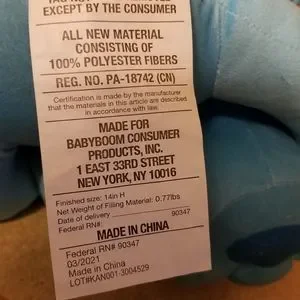 EXCEPT BY THE CONSUMER
ALL NEW MATERIAL
CONSISTING OF
100% POLYESTER FIBERS
REG. NO. PA-18742 (CN)
Certification is made by the manufacturer
that the materials in this article are described
in accordance with law.
MADE FOR
BABYBOOM CONSUMER
PRODUCTS, INC.
1 EAST 33RD STREET
NEW YORK, NY 10016
Finished size: 14in H
Net Weight of Filling Material: 0.77lbs
Date of delivery
Federal RN#: 90347
MADE IN CHINA
Federal RN# 90347
03/2021
Made in China
LOT#KAN001-3004529